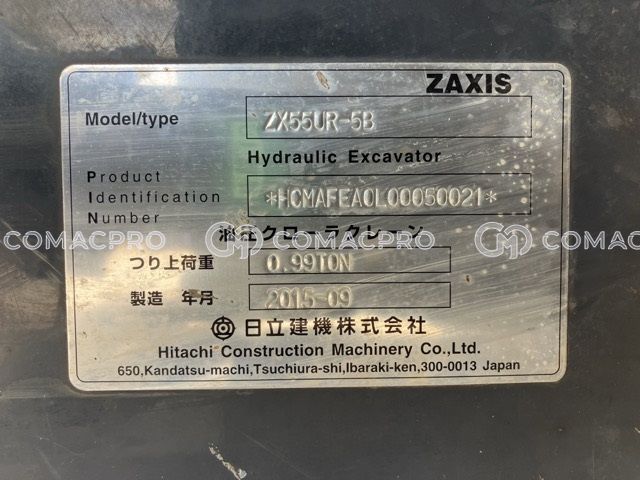 ZAXIS
Model/type ZX55UR-5B
Hydraulic Excavator
Product
Identification *HCMAFEA0L00050021*
Number
油圧クローラクレーン
COMACPRO COMACPRO COMACPRO
つり上荷重 0.99TON
製造 年月 2015-09
日立建機株式会社
Hitachi Construction Machinery Co.,Ltd.
650,Kandatsu-machi,Tsuchiura-shi,Ibaraki-ken,300-0013 Japan